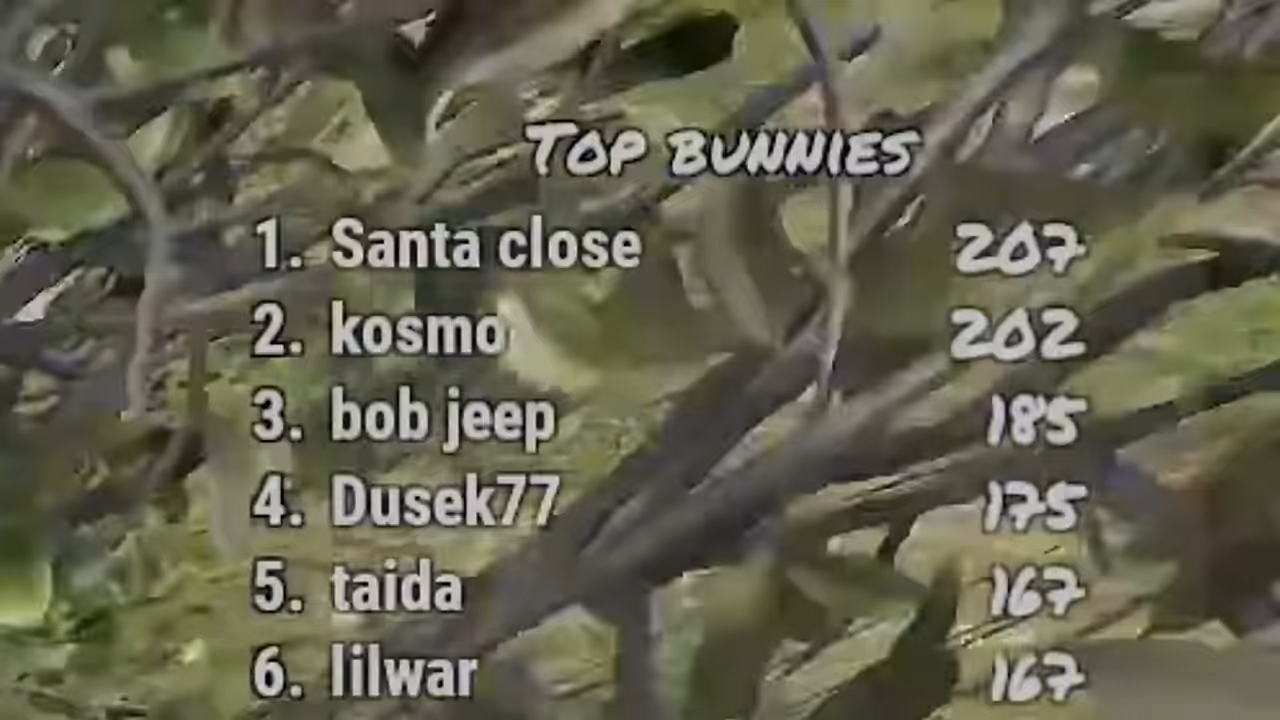 Top bunnies
1. Santa close 207
2. kosmo 202
3. bob jeep 185
4. Dusek77 175
5. taida 167
6. lilwar 167